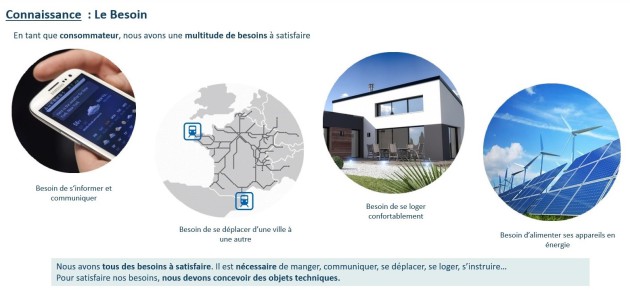 Connaissance : Le Besoin
En tant que consommateur, nous avons une multitude de besoins à satisfaire
Besoin de s'informer et
communiquer
Besoin de se déplacer d'une ville à
une autre
Besoin de se loger
confortablement
Besoin d'alimenter ses appareils en
énergie
Nous avons tous des besoins à satisfaire. Il est nécessaire de manger, communiquer, se déplacer, se loger, s'instruire...
Pour satisfaire nos besoins, nous devons concevoir des objets techniques.